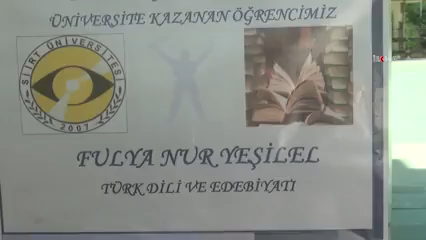 ÜNİVERSİTE KAZANAN ÖĞRENCİMİZ
SİİRT ÜNİVERSİTESİ
2007
FULYA NUR YEŞİLEL
TÜRK DİLİ VE EDEBİYATI